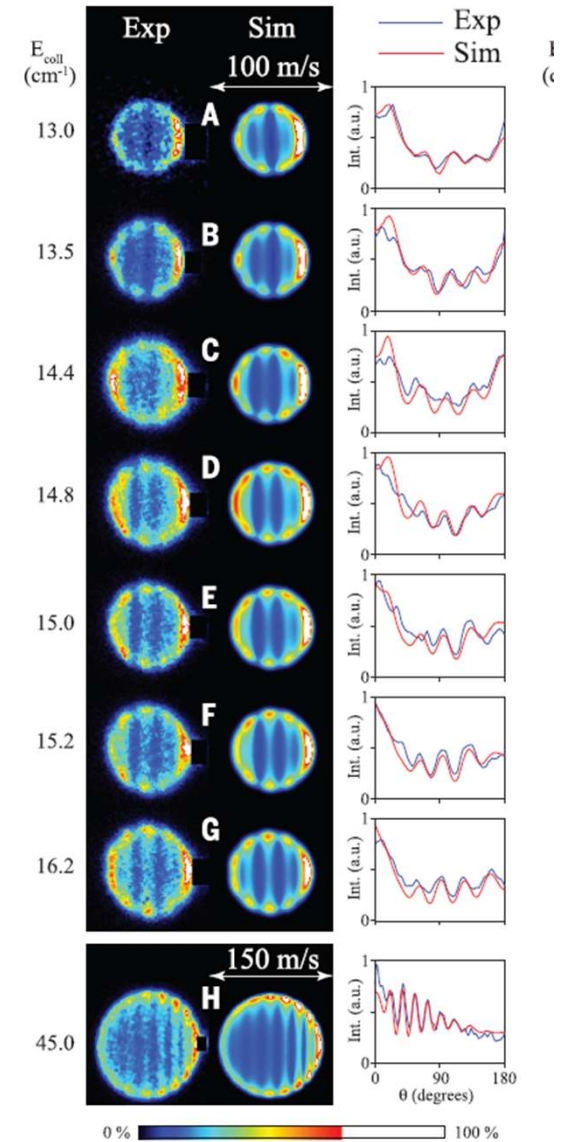 Exp Sim
Exp
Sim
E_coll
(cm⁻¹)
100 m/s
13.0
A
1
Int. (a.u.)
0
13.5
B
1
Int. (a.u.)
0
14.4
C
1
Int. (a.u.)
0
14.8
D
1
Int. (a.u.)
0
15.0
E
1
Int. (a.u.)
0
15.2
F
1
Int. (a.u.)
0
16.2
G
1
Int. (a.u.)
0
150 m/s
45.0
H
1
Int. (a.u.)
0
0 90 180
θ (degrees)
0 % 100 %